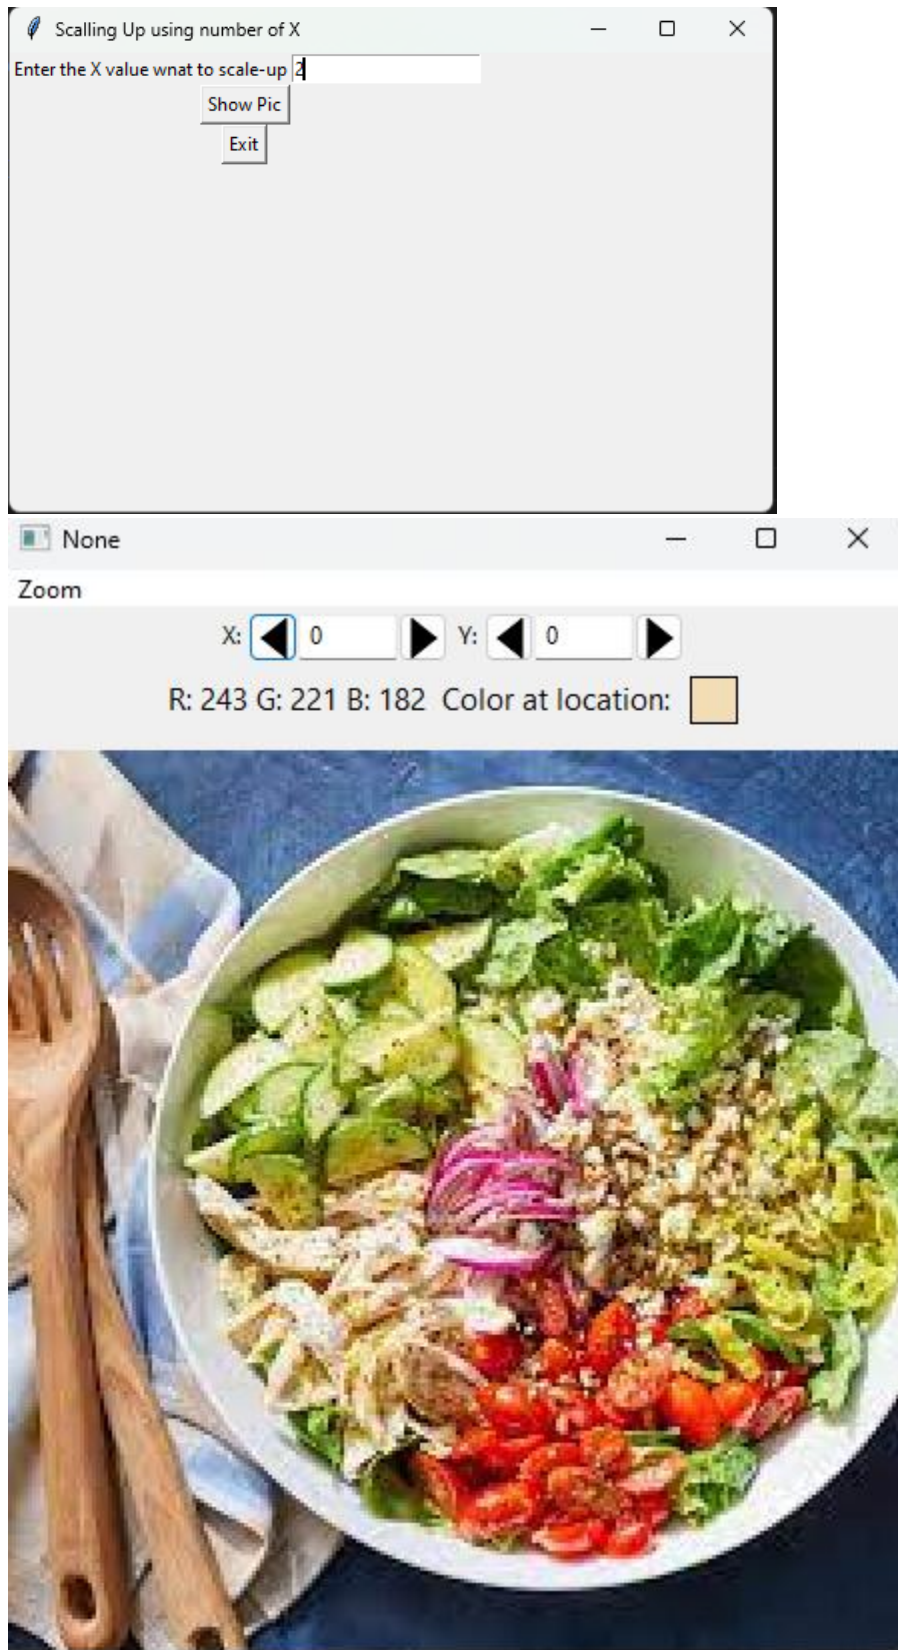 Scalling Up using number of X
Enter the X value wnat to scale-up 2
Show Pic
Exit
None
Zoom
X: 0 Y: 0
R: 243 G: 221 B: 182 Color at location: